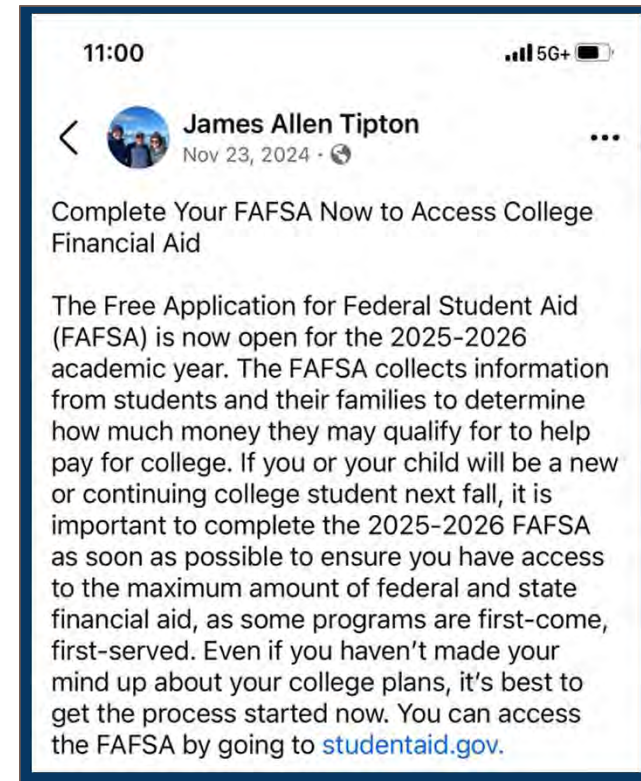 11:00
5G+
James Allen Tipton
Nov 23, 2024 ·
Complete Your FAFSA Now to Access College
Financial Aid
The Free Application for Federal Student Aid
(FAFSA) is now open for the 2025-2026
academic year. The FAFSA collects information
from students and their families to determine
how much money they may qualify for to help
pay for college. If you or your child will be a new
or continuing college student next fall, it is
important to complete the 2025-2026 FAFSA
as soon as possible to ensure you have access
to the maximum amount of federal and state
financial aid, as some programs are first-come,
first-served. Even if you haven’t made your
mind up about your college plans, it’s best to
get the process started now. You can access
the FAFSA by going to studentaid.gov.